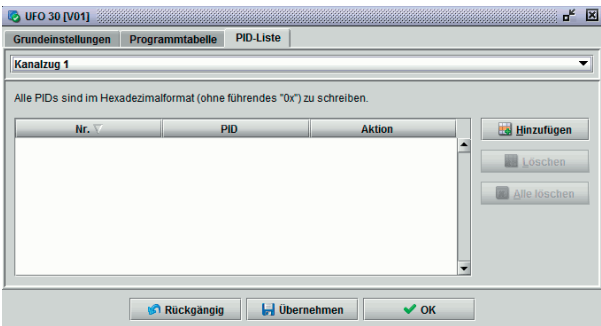 UFO 30 [V01]
Grundeinstellungen Programmtabelle PID-Liste
Kanalzug 1
Alle PIDs sind im Hexadezimalformat (ohne führendes "0x") zu schreiben.
Nr. PID Aktion
Hinzufügen
Löschen
Alle löschen
Rückgängig Übernehmen OK